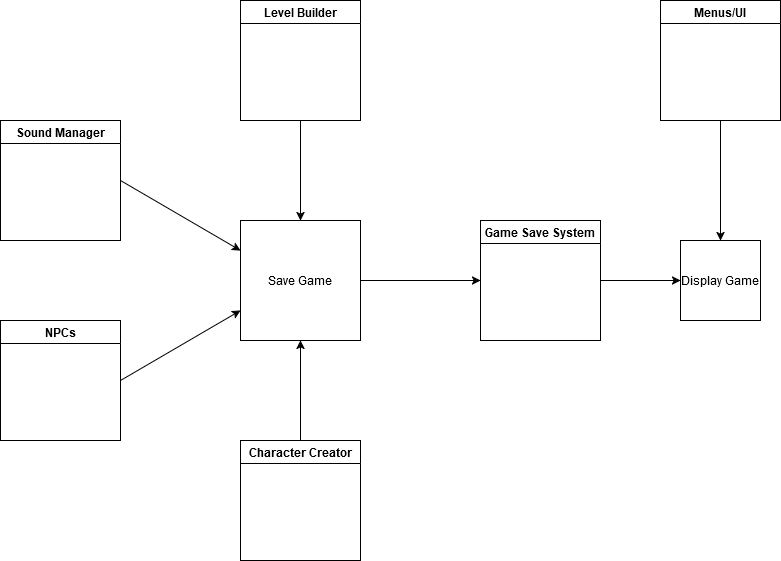 Level Builder
Menus/UI
Sound Manager
Save Game
Game Save System
Display Game
NPCs
Character Creator